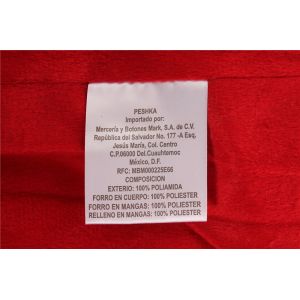 PESHKA
Importado por:
Mercería y Botones Mark, S.A. de C.V.
República del Salvador No. 177 -A Esq.
Jesús María, Col. Centro
C.P.06000 Del.Cuauhtemoc
México, D.F.
RFC: MBM000225E66
COMPOSICION
EXTERIO: 100% POLIAMIDA
FORRO EN CUERPO: 100% POLIESTER
FORRO EN MANGAS: 100% POLIESTER
RELLENO EN MANGAS: 100% POLIESTER